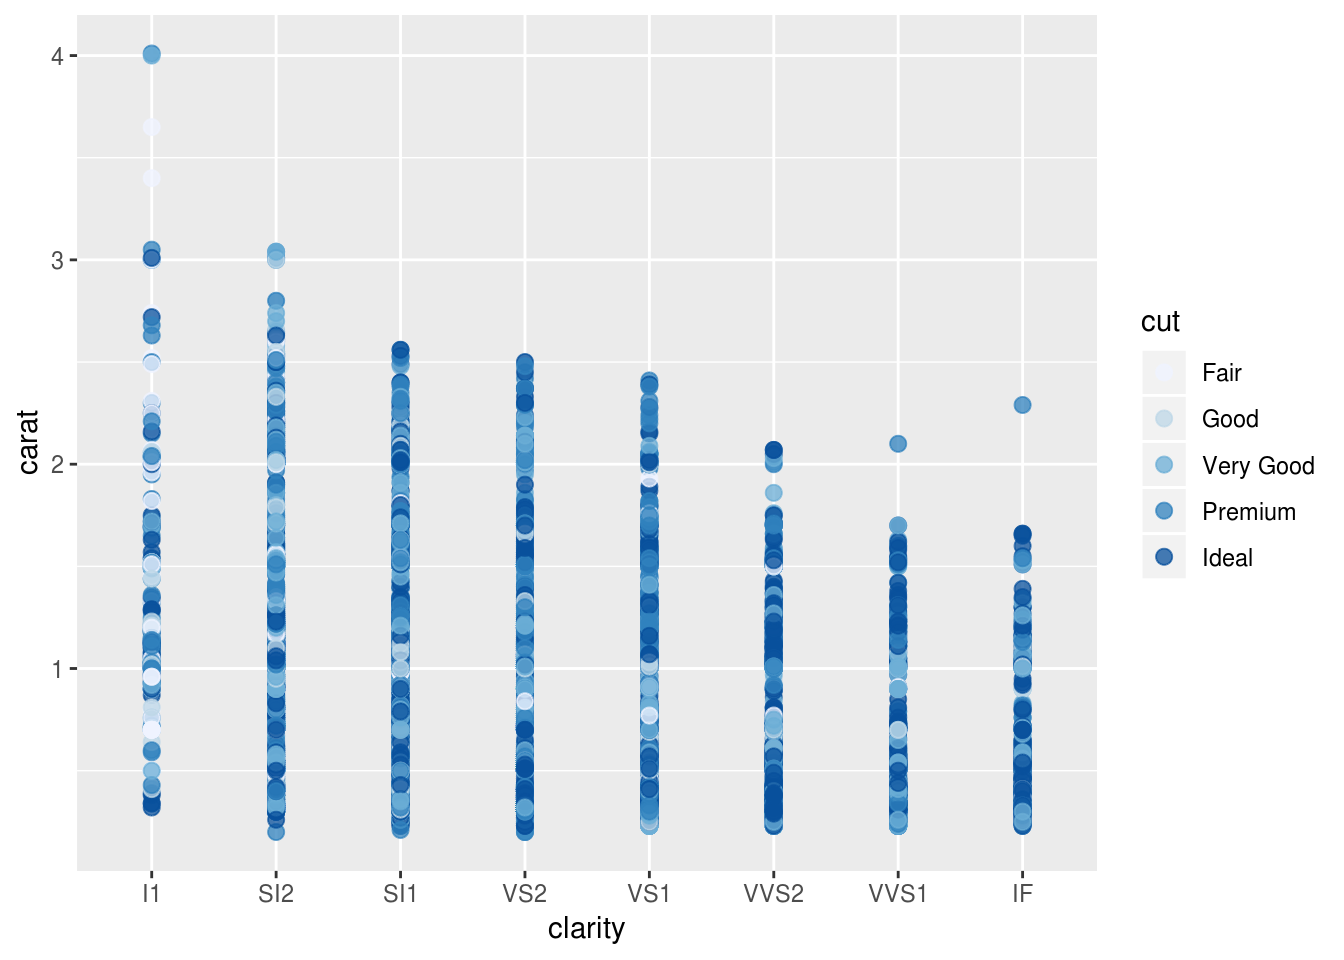 4
3
2
1
carat
I1 SI2 SI1 VS2 VS1 VVS2 VVS1 IF
clarity
cut
Fair
Good
Very Good
Premium
Ideal